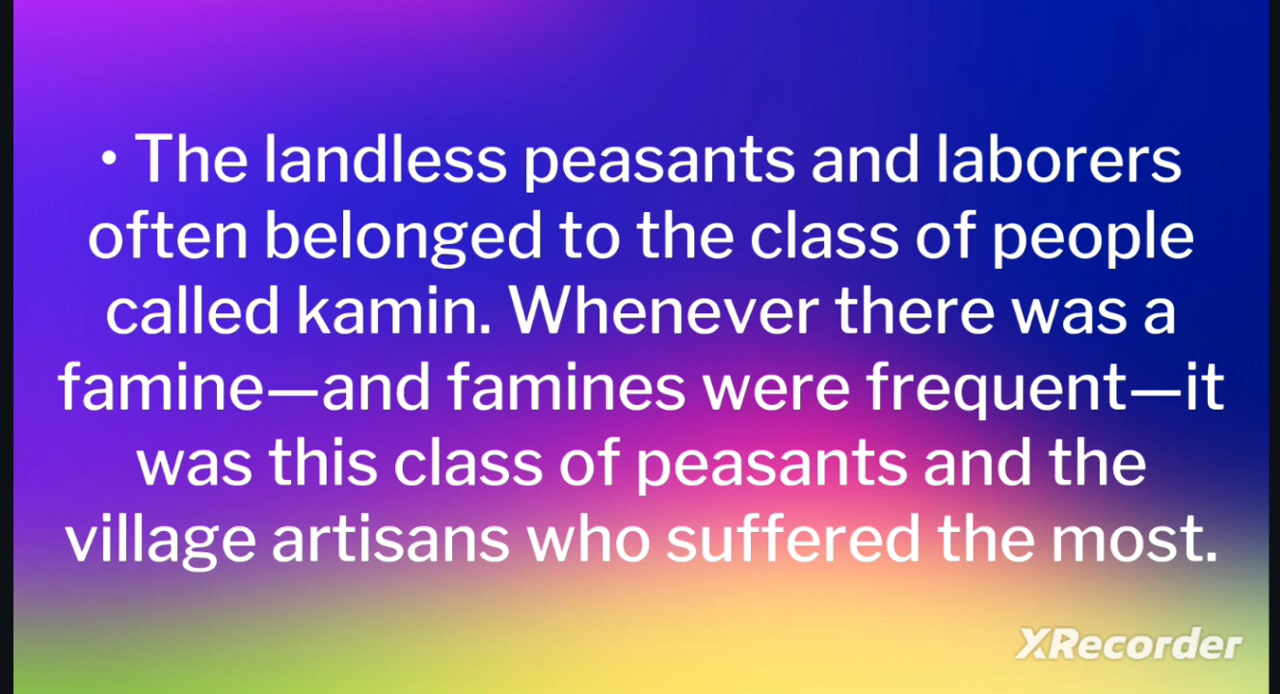 • The landless peasants and laborers
often belonged to the class of people
called kamin. Whenever there was a
famine—and famines were frequent—it
was this class of peasants and the
village artisans who suffered the most.
XRecorder